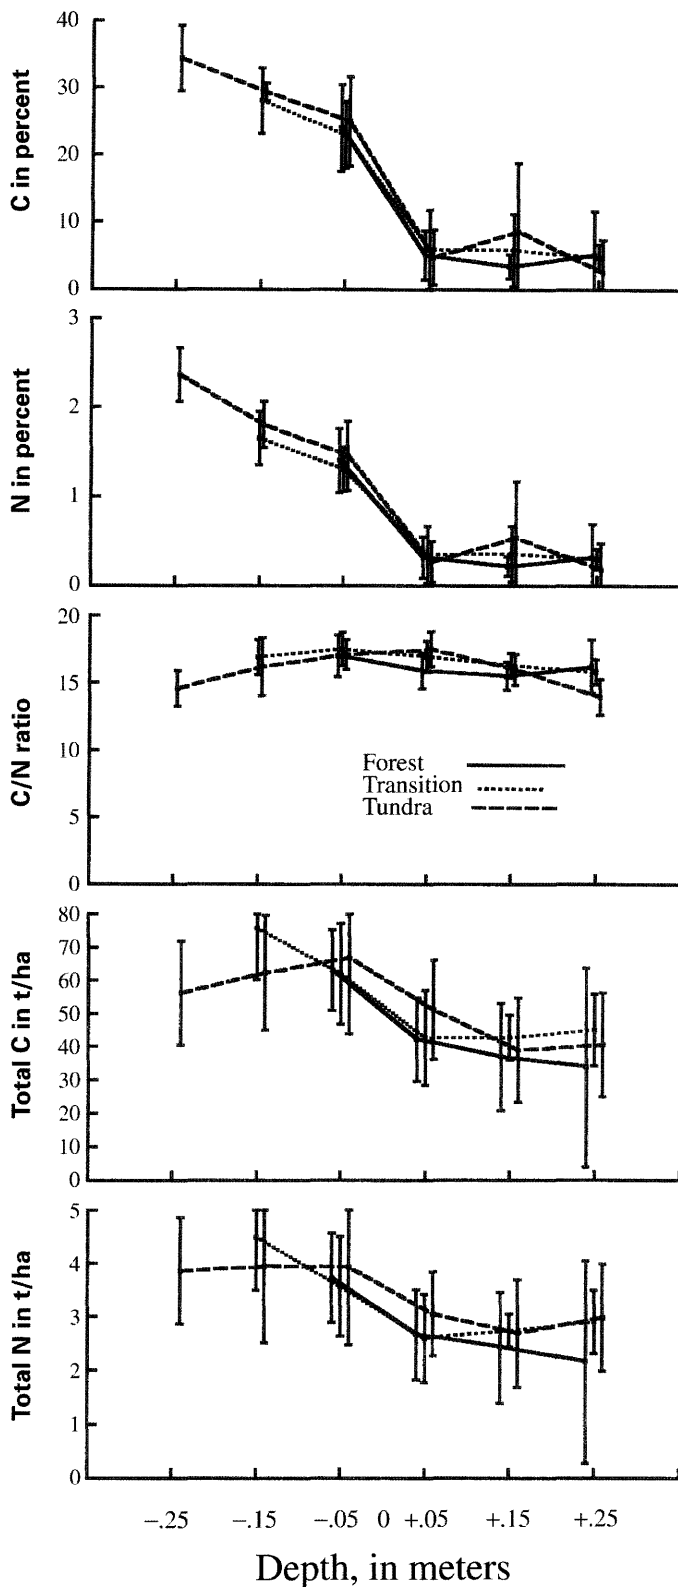 C in percent
40
30
20
10
0
N in percent
3
2
1
0
C/N ratio
20
15
10
5
0
Forest
Transition
Tundra
Total C in t/ha
80
70
60
50
40
30
20
10
0
Total N in t/ha
5
4
3
2
1
0
–.25 –.15 –.05 0 +.05 +.15 +.25
Depth, in meters